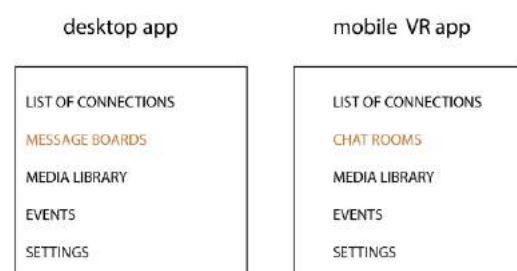 desktop app
LIST OF CONNECTIONS
MESSAGE BOARDS
MEDIA LIBRARY
EVENTS
SETTINGS
mobile VR app
LIST OF CONNECTIONS
CHAT ROOMS
MEDIA LIBRARY
EVENTS
SETTINGS